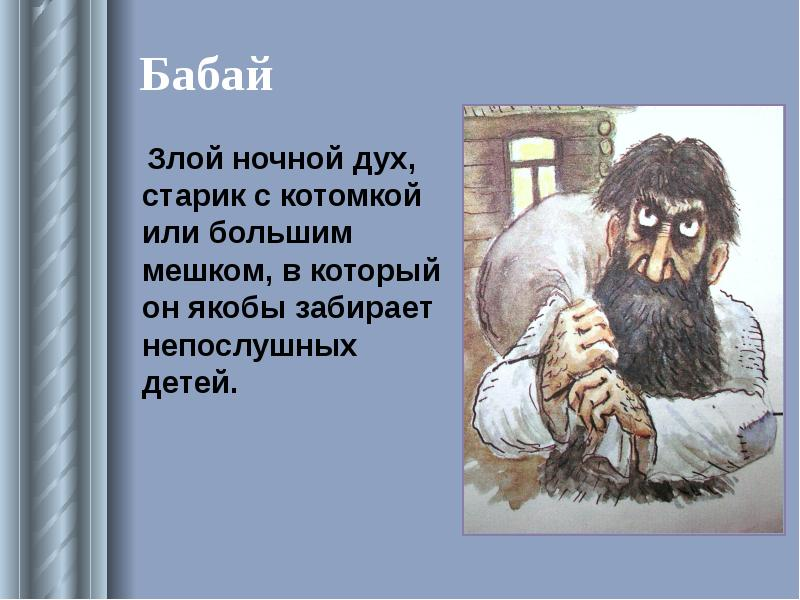 Бабай
Злой ночной дух,
старик с котомкой
или большим
мешком, в который
он якобы забирает
непослушных
детей.